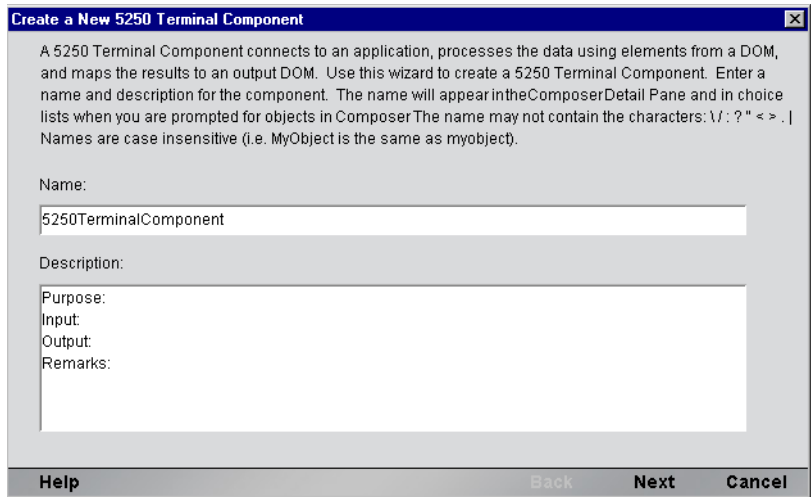 Create a New 5250 Terminal Component
A 5250 Terminal Component connects to an application, processes the data using elements from a DOM,
and maps the results to an output DOM.  Use this wizard to create a 5250 Terminal Component.  Enter a
name and description for the component.  The name will appear intheComposerDetail Pane and in choice
lists when you are prompted for objects in ComposerThe name may not contain the characters: \ / : ? " < > . |
Names are case insensitive (i.e. MyObject is the same as myobject).
Name:
5250TerminalComponent
Description:
Purpose:
Input:
Output:
Remarks:
Help Back Next Cancel